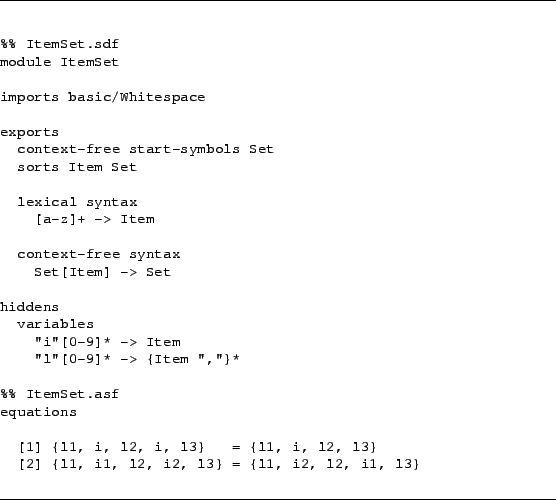 %% ItemSet.sdf
module ItemSet
imports basic/Whitespace
exports
context-free start-symbols Set
sorts Item Set
lexical syntax
[a-z]+ -> Item
context-free syntax
Set[Item] -> Set
hiddens
variables
"i"[0-9]* -> Item
"l"[0-9]* -> {Item ","}*
%% ItemSet.asf
equations
[1] {l1, i, l2, i, l3} = {l1, i, l2, l3}
[2] {l1, i1, l2, i2, l3} = {l1, i2, l2, i1, l3}